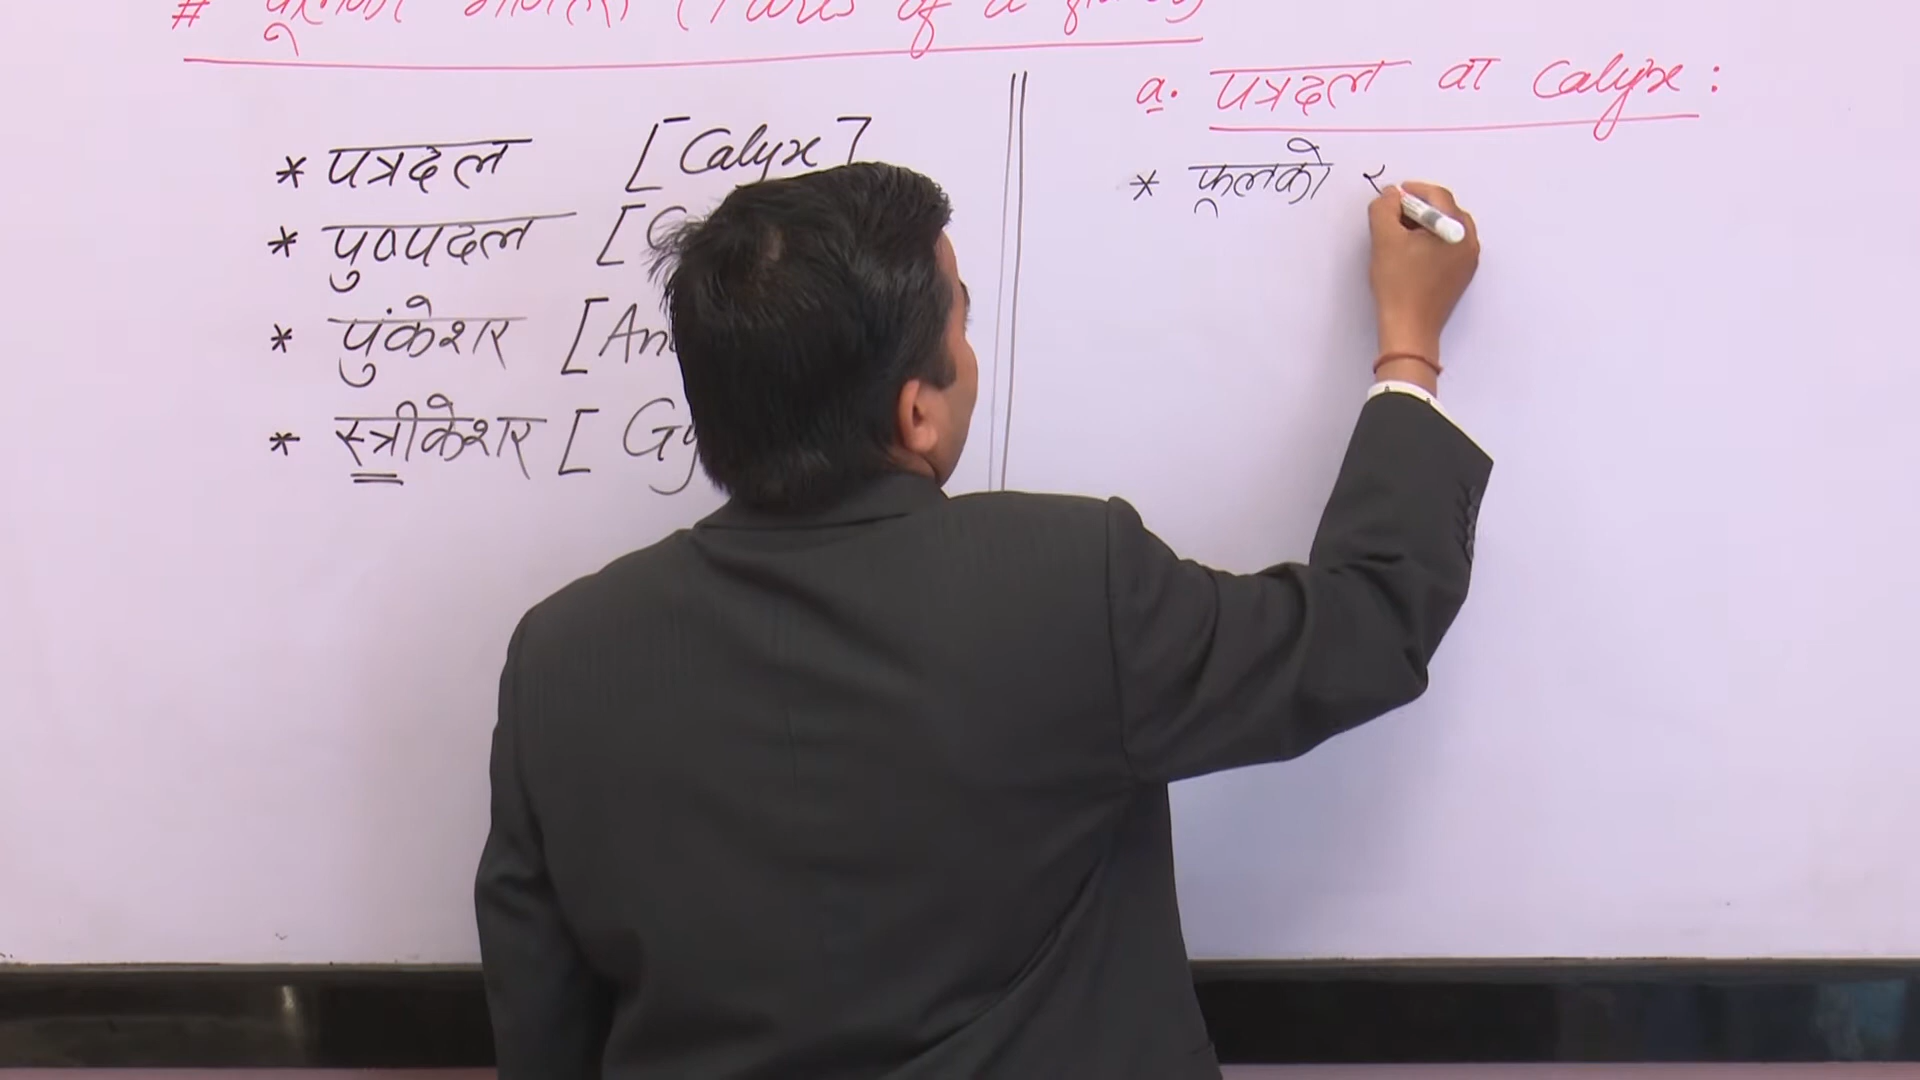 # फूलका भागहरू (Parts of a flower)
* पत्रदल [Calyx]
* पुष्पदल [C
* पुंकेशर [An
* स्त्रीकेशर [Gy
a. पत्रदल वा Calyx :
* फूलको